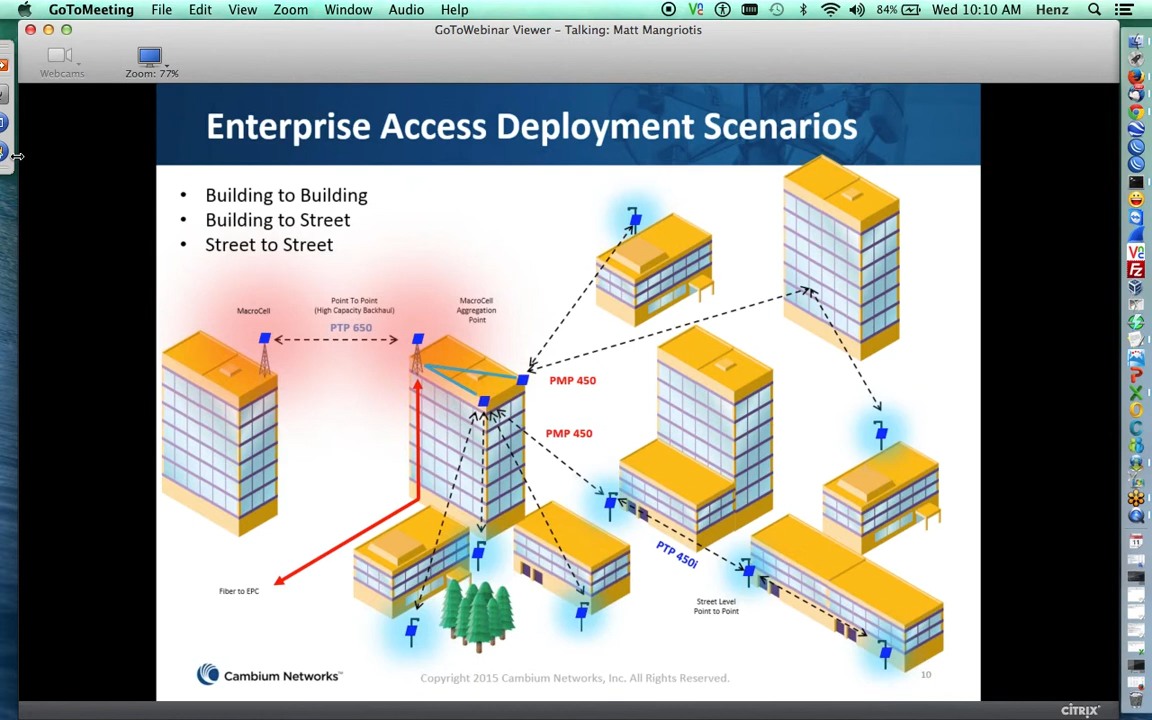 GoToMeeting File Edit View Zoom Window Audio Help 84% Wed 10:10 AM Henz
GoToWebinar Viewer - Talking: Matt Mangriotis
Webcams
Zoom: 77%
Enterprise Access Deployment Scenarios
• Building to Building
• Building to Street
• Street to Street
MacroCell
Point To Point
(High Capacity Backhaul)
PTP 650
MacroCell
Aggregation
Point
PMP 450
PMP 450
PTP 450i
Fiber to EPC
Street Level
Point to Point
Cambium Networks™
Copyright 2015 Cambium Networks, Inc. All Rights Reserved.
10
CITRIX